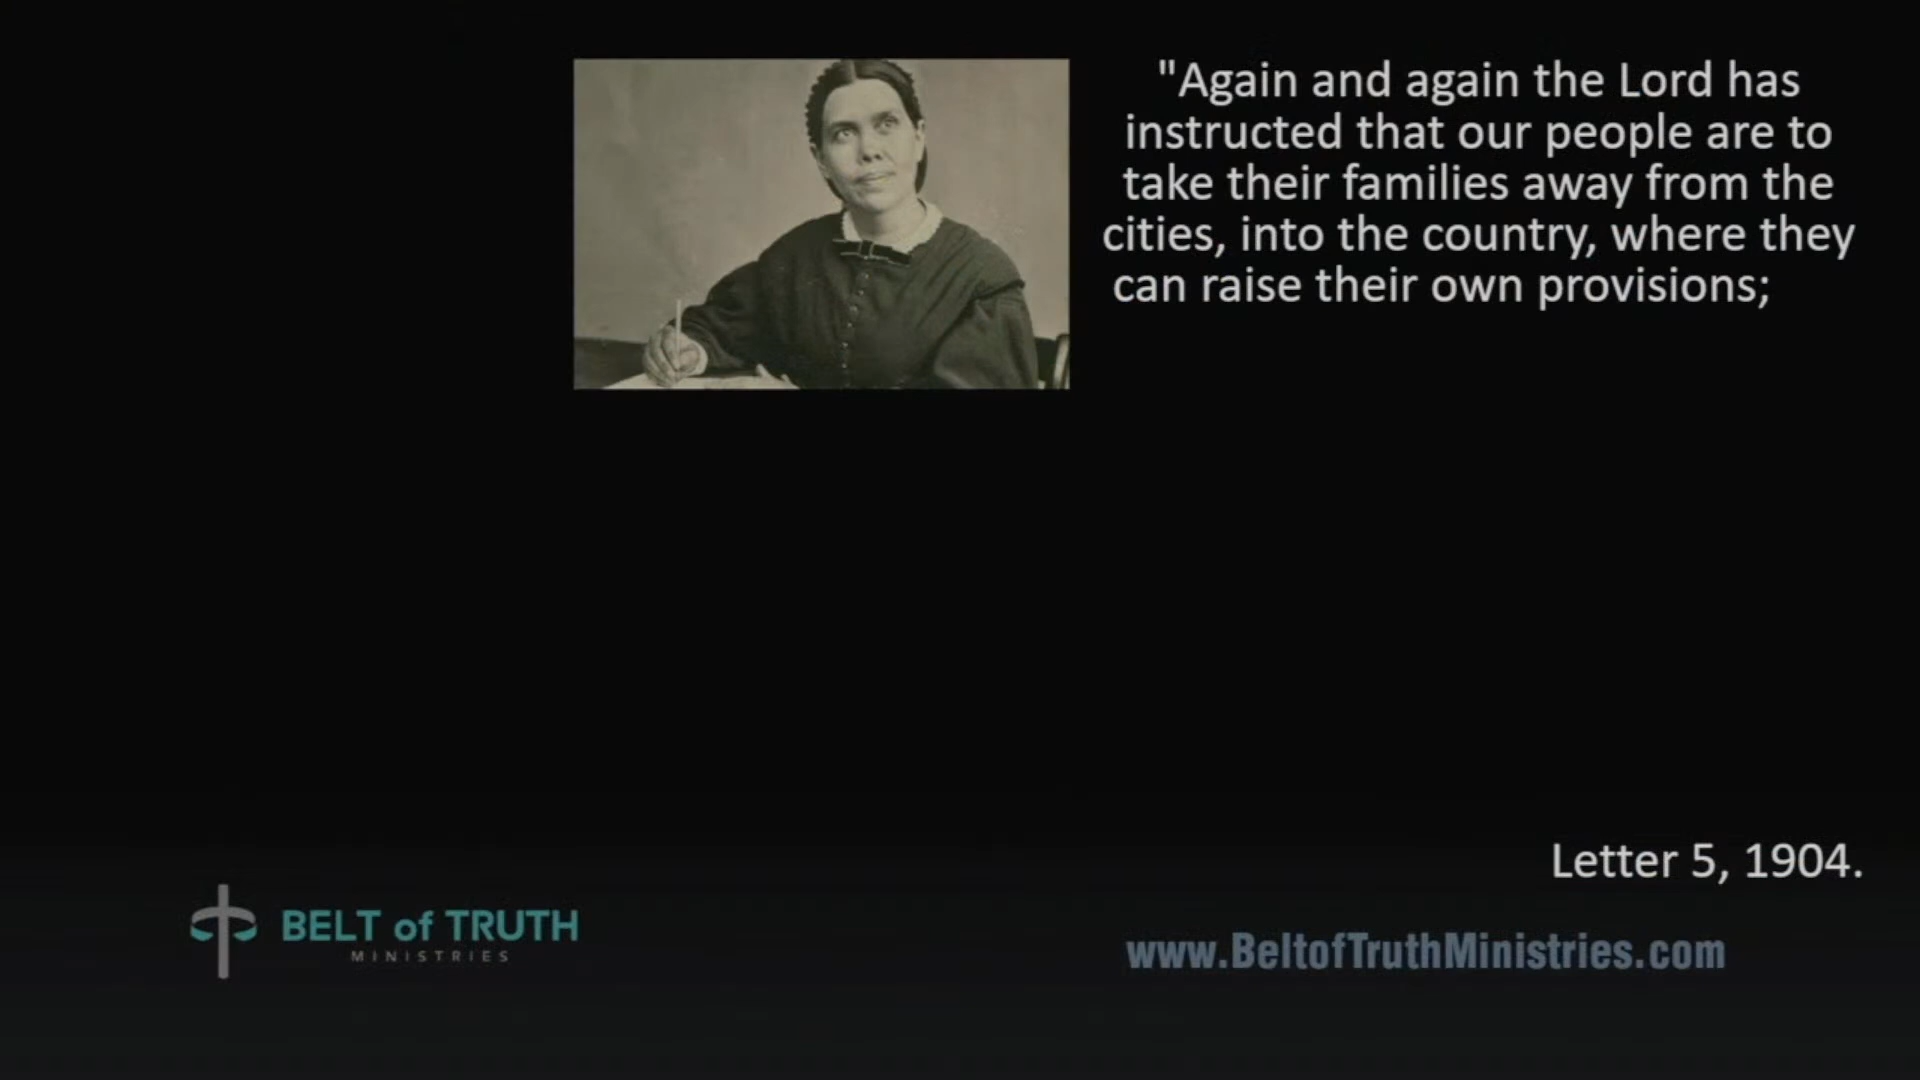 "Again and again the Lord has
instructed that our people are to
take their families away from the
cities, into the country, where they
can raise their own provisions;
Letter 5, 1904.
BELT of TRUTH
MINISTRIES
www.BeltofTruthMinistries.com